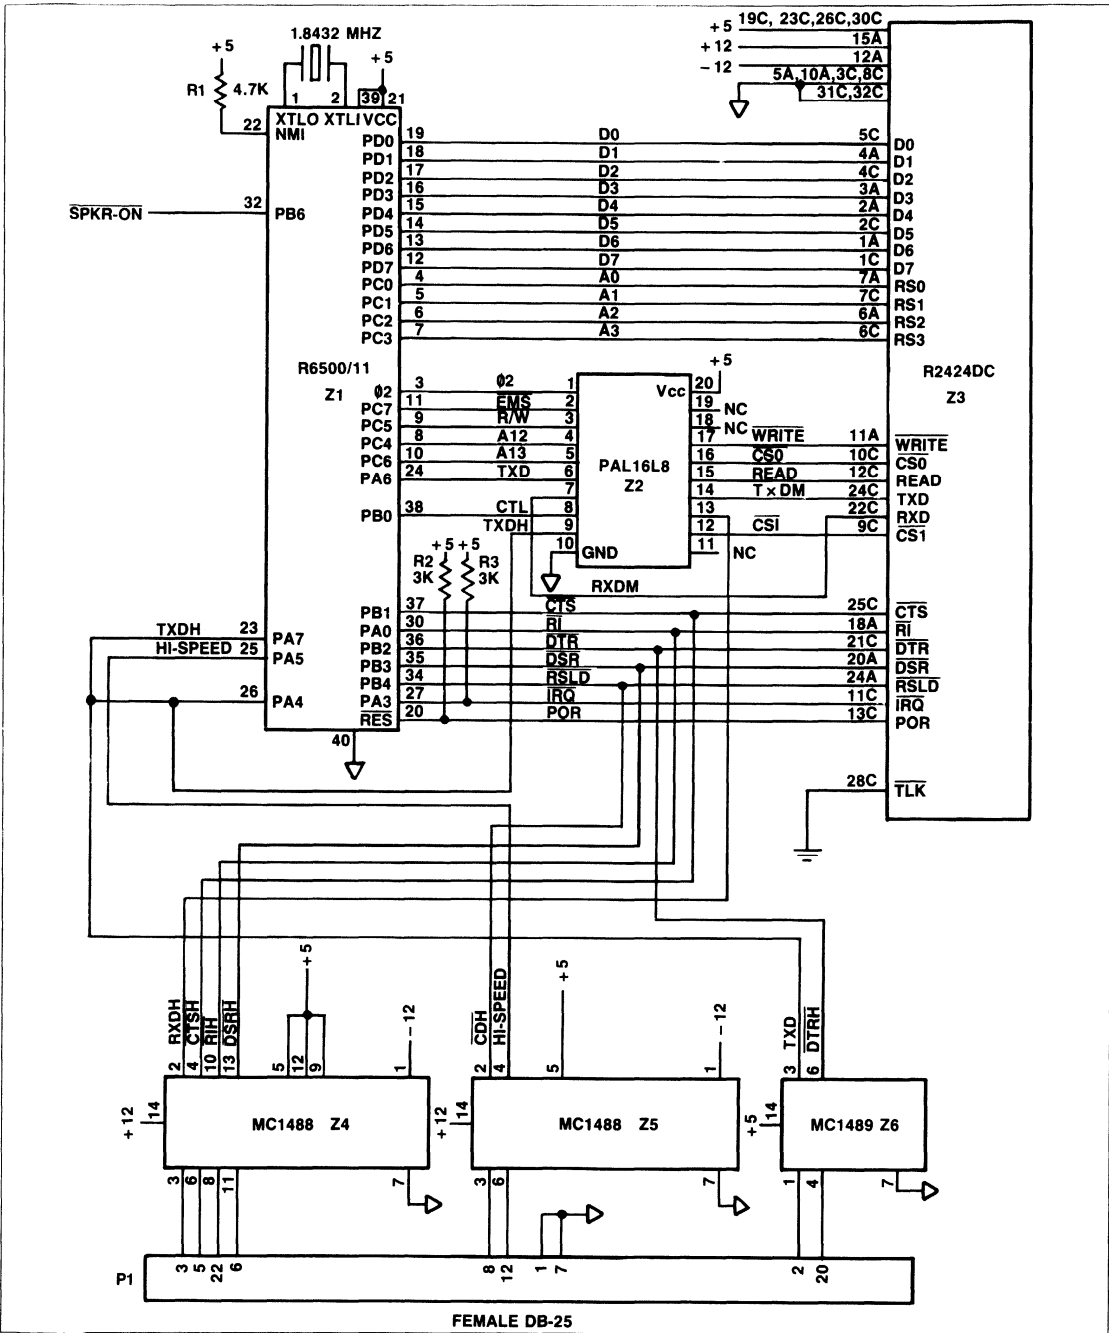 1.8432 MHZ
+5
+5
R1 4.7K
1 2 39 21
XTLO XTLI VCC
22 NMI
SPKR-ON 32 PB6
R6500/11
Z1
PD0 19 D0 5C D0
PD1 18 D1 4A D1
PD2 17 D2 4C D2
PD3 16 D3 3A D3
PD4 15 D4 2A D4
PD5 14 D5 2C D5
PD6 13 D6 1A D6
PD7 12 D7 1C D7
PC0 4 A0 7A RS0
PC1 5 A1 7C RS1
PC2 6 A2 6A RS2
PC3 7 A3 6C RS3
+5 19C, 23C,26C,30C
+12 15A
-12 12A
5A,10A,3C,8C
31C,32C
R2424DC
Z3
Ø2 3 Ø2 1
PC7 11 EMS 2
PC5 9 R/W 3
PC4 8 A12 4
PC6 10 A13 5
PA6 24 TXD 6
7
PB0 38 CTL 8
TXDH 9
10 GND
PAL16L8
Z2
Vcc 20 +5
19 NC
18 NC
17 WRITE 11A WRITE
16 CS0 10C CS0
15 READ 12C READ
14 TxDM 24C TXD
13 22C RXD
12 CSI 9C CS1
11 NC
+5 +5
R2 R3
3K 3K
RXDM
PB1 37 CTS 25C CTS
PA0 30 RI 18A RI
PB2 36 DTR 21C DTR
PB3 35 DSR 20A DSR
PB4 34 RSLD 24A RSLD
PA3 27 IRQ 11C IRQ
RES 20 POR 13C POR
TXDH 23 PA7
HI-SPEED 25 PA5
26 PA4
40
28C TLK
RXDH CTSH RIH DSRH
2 4 10 13
+5
5 12 9
-12
1
+12 14
MC1488 Z4
3 6 8 11 7
CDH HI-SPEED
2 4
+5
5
-12
1
+12 14
MC1488 Z5
3 6 7
TXD DTRH
3 6
+5 14
MC1489 Z6
1 4 7
P1
3 5 22 6 8 12 1 7 2 20
FEMALE DB-25